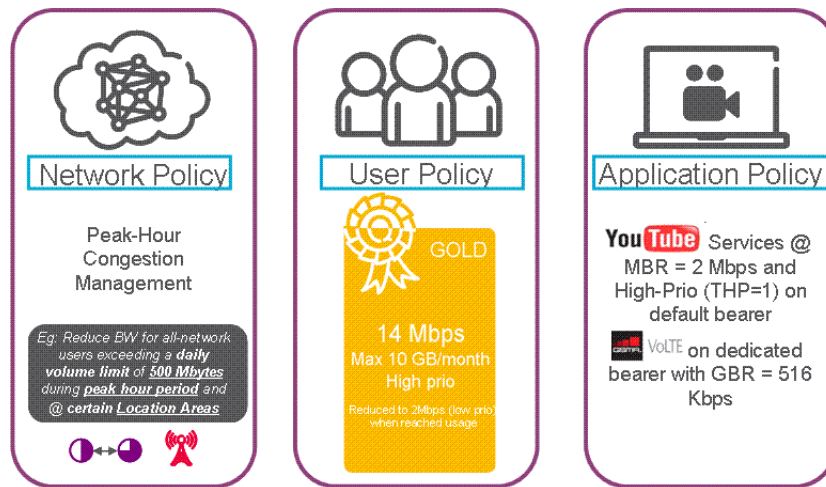 Network Policy
Peak-Hour
Congestion
Management
Eg: Reduce BW for all-network
users exceeding a daily
volume limit of 500 Mbytes
during peak hour period and
@ certain Location Areas
User Policy
GOLD
14 Mbps
Max 10 GB/month
High prio
Reduced to 2Mbps (low prio)
when reached usage
Application Policy
YouTube Services @
MBR = 2 Mbps and
High-Prio (THP=1) on
default bearer
GSMA VoLTE on dedicated
bearer with GBR = 516
Kbps